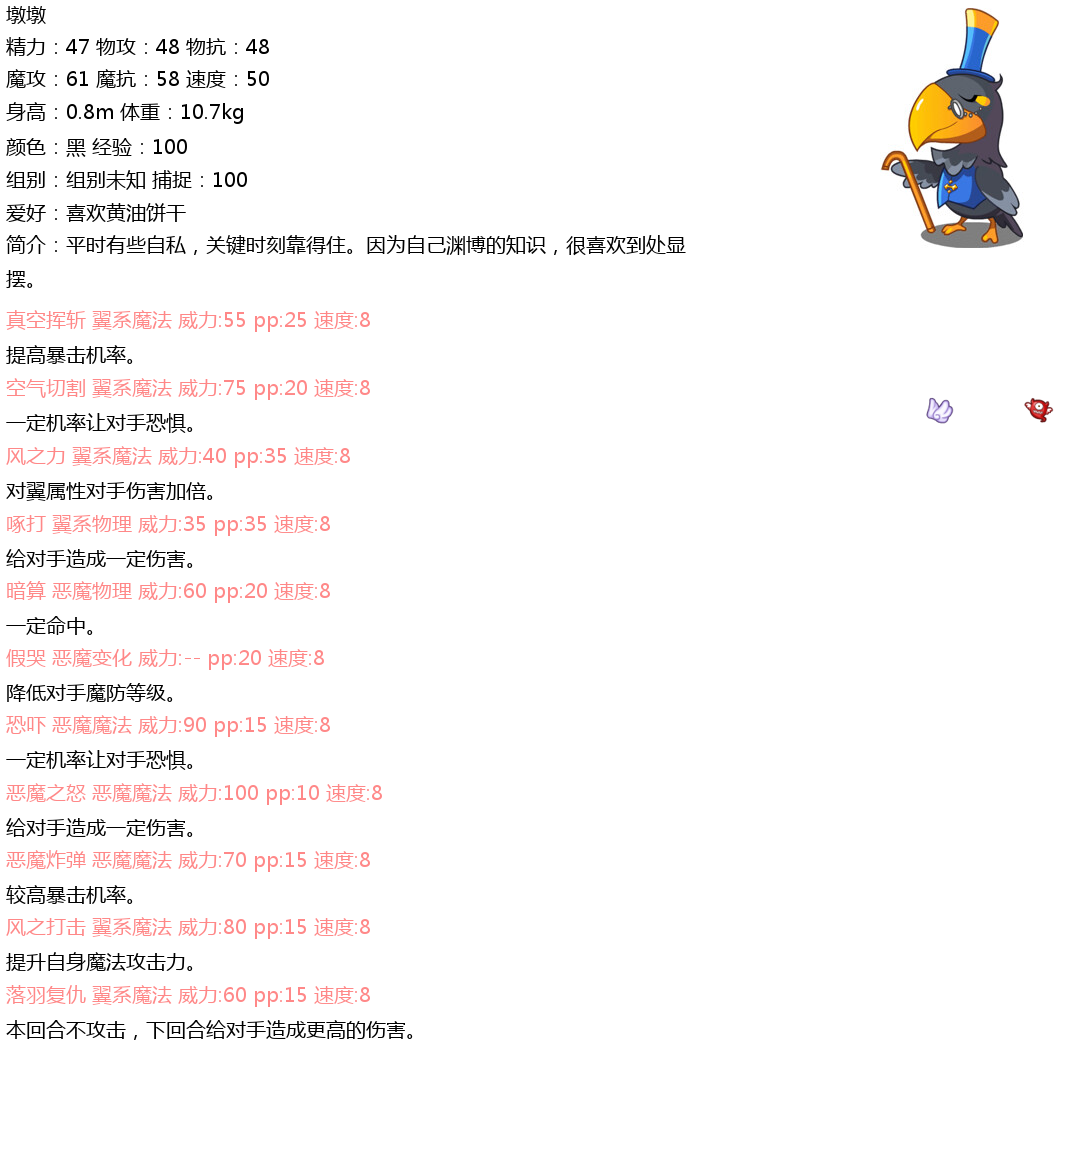 墩墩
精力：47 物攻：48 物抗：48
魔攻：61 魔抗：58 速度：50
身高：0.8m 体重：10.7kg
颜色：黑 经验：100
组别：组别未知 捕捉：100
爱好：喜欢黄油饼干
简介：平时有些自私，关键时刻靠得住。因为自己渊博的知识，很喜欢到处显
摆。
真空挥斩 翼系魔法 威力:55 pp:25 速度:8
提高暴击机率。
空气切割 翼系魔法 威力:75 pp:20 速度:8
一定机率让对手恐惧。
风之力 翼系魔法 威力:40 pp:35 速度:8
对翼属性对手伤害加倍。
啄打 翼系物理 威力:35 pp:35 速度:8
给对手造成一定伤害。
暗算 恶魔物理 威力:60 pp:20 速度:8
一定命中。
假哭 恶魔变化 威力:-- pp:20 速度:8
降低对手魔防等级。
恐吓 恶魔魔法 威力:90 pp:15 速度:8
一定机率让对手恐惧。
恶魔之怒 恶魔魔法 威力:100 pp:10 速度:8
给对手造成一定伤害。
恶魔炸弹 恶魔魔法 威力:70 pp:15 速度:8
较高暴击机率。
风之打击 翼系魔法 威力:80 pp:15 速度:8
提升自身魔法攻击力。
落羽复仇 翼系魔法 威力:60 pp:15 速度:8
本回合不攻击，下回合给对手造成更高的伤害。